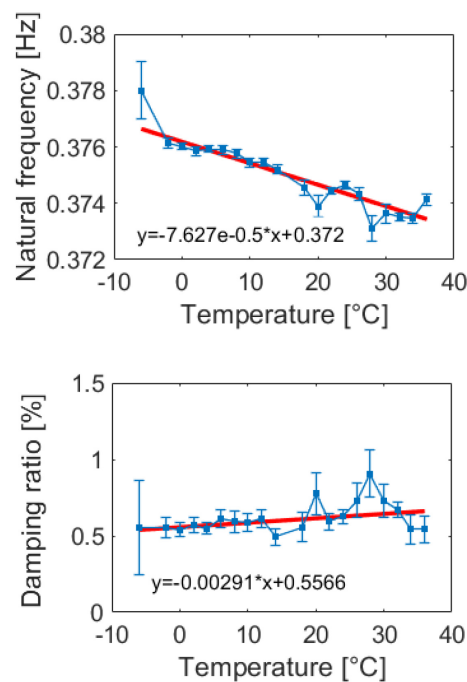 0.38
0.378
0.376
0.374
0.372
Natural frequency [Hz]
y=-7.627e-0.5*x+0.372
-10 0 10 20 30 40
Temperature [°C]
1.5
1
0.5
0
Damping ratio [%]
y=-0.00291*x+0.5566
-10 0 10 20 30 40
Temperature [°C]